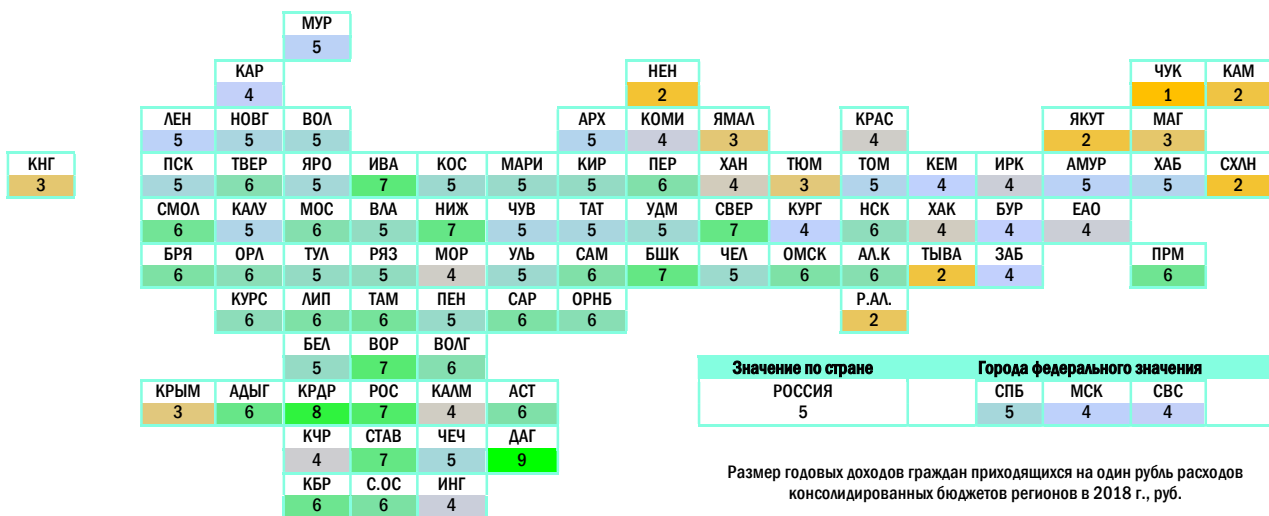 МУР
5
КАР НЕН ЧУК КАМ
4 2 1 2
ЛЕН НОВГ ВОЛ АРХ КОМИ ЯМАЛ КРАС ЯКУТ МАГ
5 5 5 5 4 3 4 2 3
КНГ ПСК ТВЕР ЯРО ИВА КОС МАРИ КИР ПЕР ХАН ТЮМ ТОМ КЕМ ИРК АМУР ХАБ СХЛН
3 5 6 5 7 5 5 5 6 4 3 5 4 4 5 5 2
СМОЛ КАЛУ МОС ВЛА НИЖ ЧУВ ТАТ УДМ СВЕР КУРГ НСК ХАК БУР ЕАО
6 5 6 5 7 5 5 5 7 4 6 4 4 4
БРЯ ОРЛ ТУЛ РЯЗ МОР УЛЬ САМ БШК ЧЕЛ ОМСК АЛ.К ТЫВА ЗАБ ПРМ
6 6 5 5 4 5 6 7 5 6 6 2 4 6
КУРС ЛИП ТАМ ПЕН САР ОРНБ Р.АЛ.
6 6 6 5 6 6 2
БЕЛ ВОР ВОЛГ
5 7 6
Значение по стране Города федерального значения
КРЫМ АДЫГ КРДР РОС КАЛМ АСТ РОССИЯ СПБ МСК СВС
3 6 8 7 4 6 5 5 4 4
КЧР СТАВ ЧЕЧ ДАГ
4 7 5 9
КБР С.ОС ИНГ
6 6 4
Размер годовых доходов граждан приходящихся на один рубль расходов
консолидированных бюджетов регионов в 2018 г., руб.